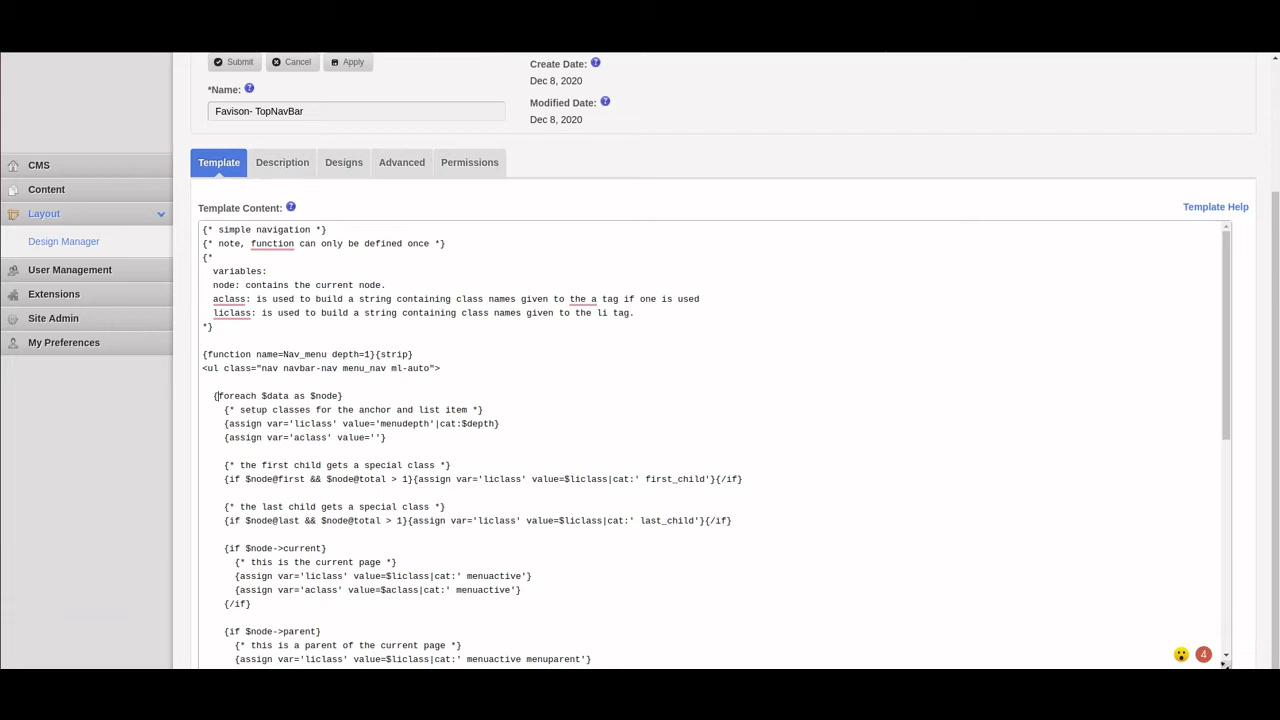 Submit Cancel Apply
*Name:
Favison- TopNavBar
Create Date:
Dec 8, 2020
Modified Date:
Dec 8, 2020
CMS
Content
Layout
Design Manager
User Management
Extensions
Site Admin
My Preferences
Template Description Designs Advanced Permissions
Template Content:
Template Help
{* simple navigation *}
{* note, function can only be defined once *}
{*
variables:
node: contains the current node.
aclass: is used to build a string containing class names given to the a tag if one is used
liclass: is used to build a string containing class names given to the li tag.
*}
{function name=Nav_menu depth=1}{strip}
<ul class="nav navbar-nav menu_nav ml-auto">
{foreach $data as $node}
{* setup classes for the anchor and list item *}
{assign var='liclass' value='menudepth'|cat:$depth}
{assign var='aclass' value=''}
{* the first child gets a special class *}
{if $node@first && $node@total > 1}{assign var='liclass' value=$liclass|cat:' first_child'}{/if}
{* the last child gets a special class *}
{if $node@last && $node@total > 1}{assign var='liclass' value=$liclass|cat:' last_child'}{/if}
{if $node->current}
{* this is the current page *}
{assign var='liclass' value=$liclass|cat:' menuactive'}
{assign var='aclass' value=$aclass|cat:' menuactive'}
{/if}
{if $node->parent}
{* this is a parent of the current page *}
{assign var='liclass' value=$liclass|cat:' menuactive menuparent'}
4